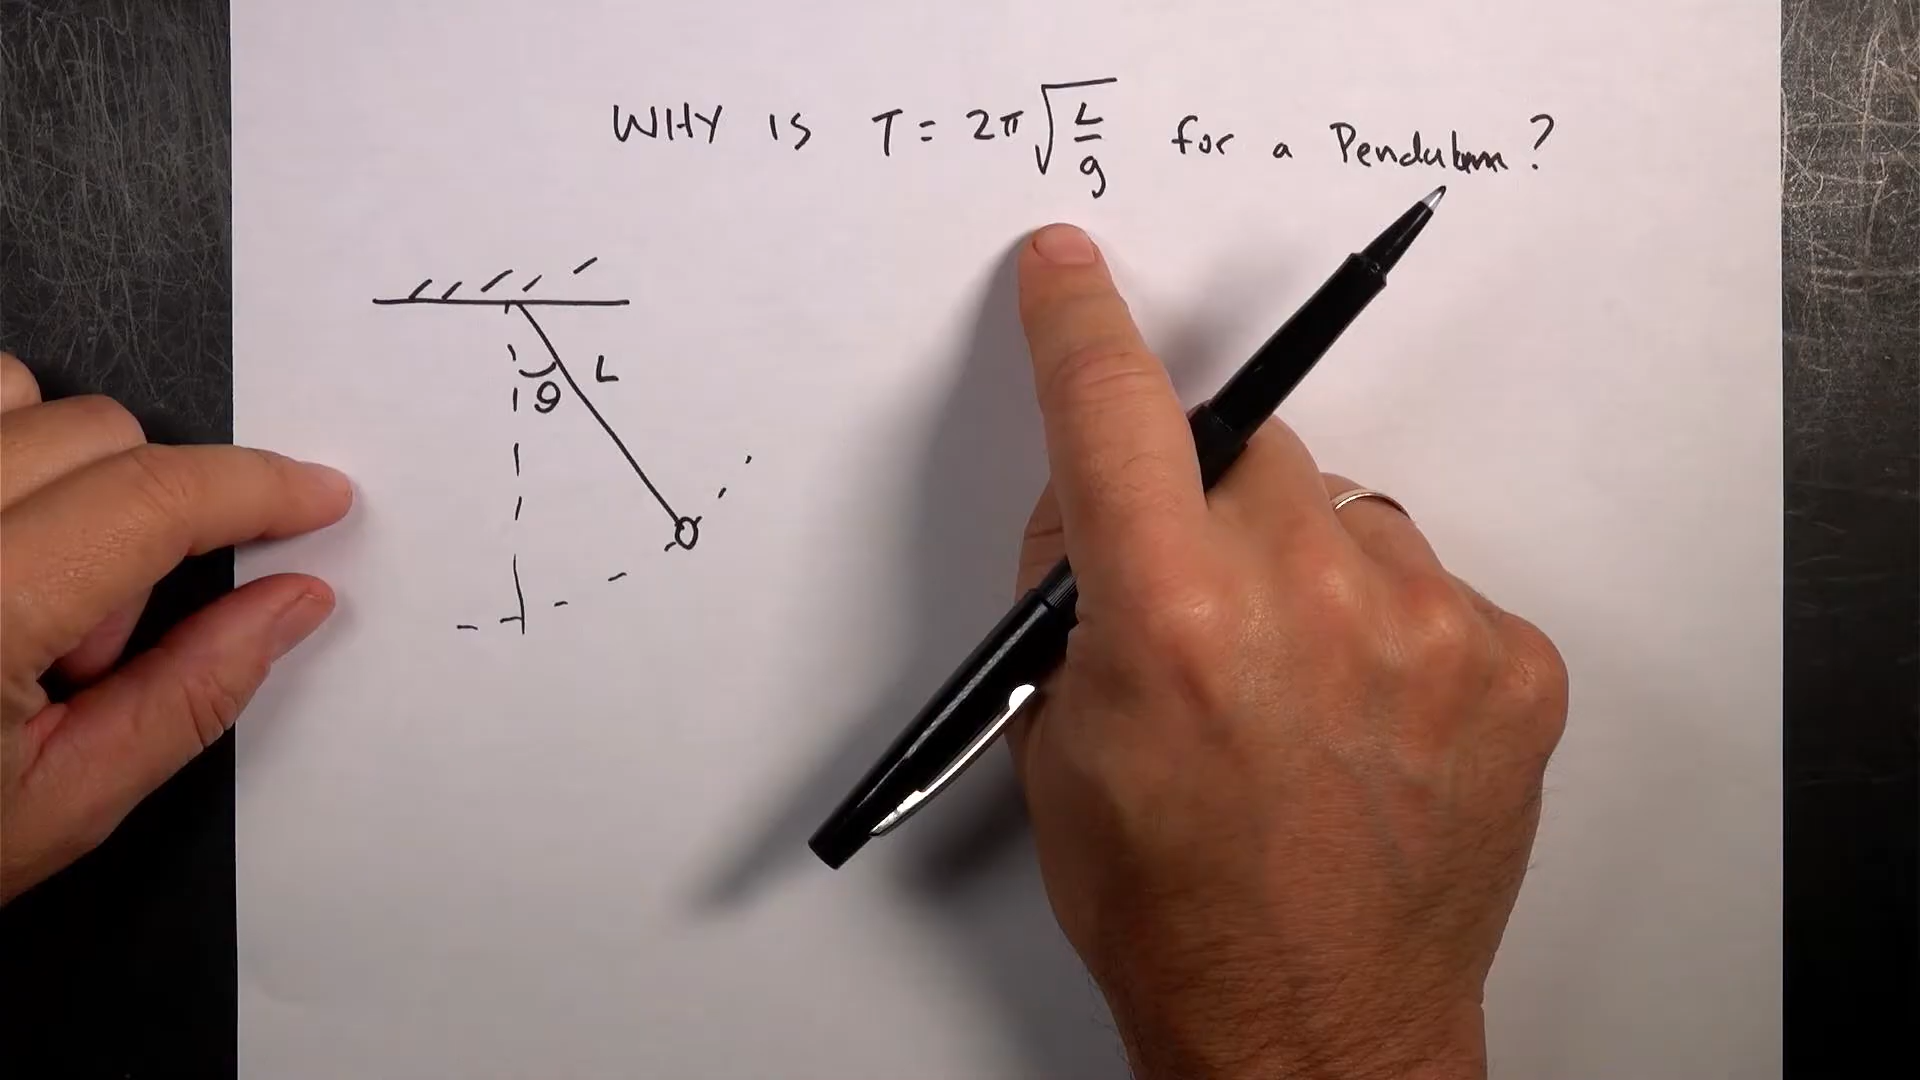 WHY IS T = 2π√(L/g) for a Pendulum ?
L
θ